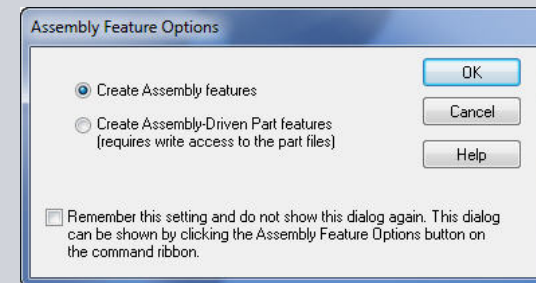 Assembly Feature Options
OK
Create Assembly features
Cancel
Create Assembly-Driven Part features
(requires write access to the part files)
Help
Remember this setting and do not show this dialog again. This dialog
can be shown by clicking the Assembly Feature Options button on
the command ribbon.